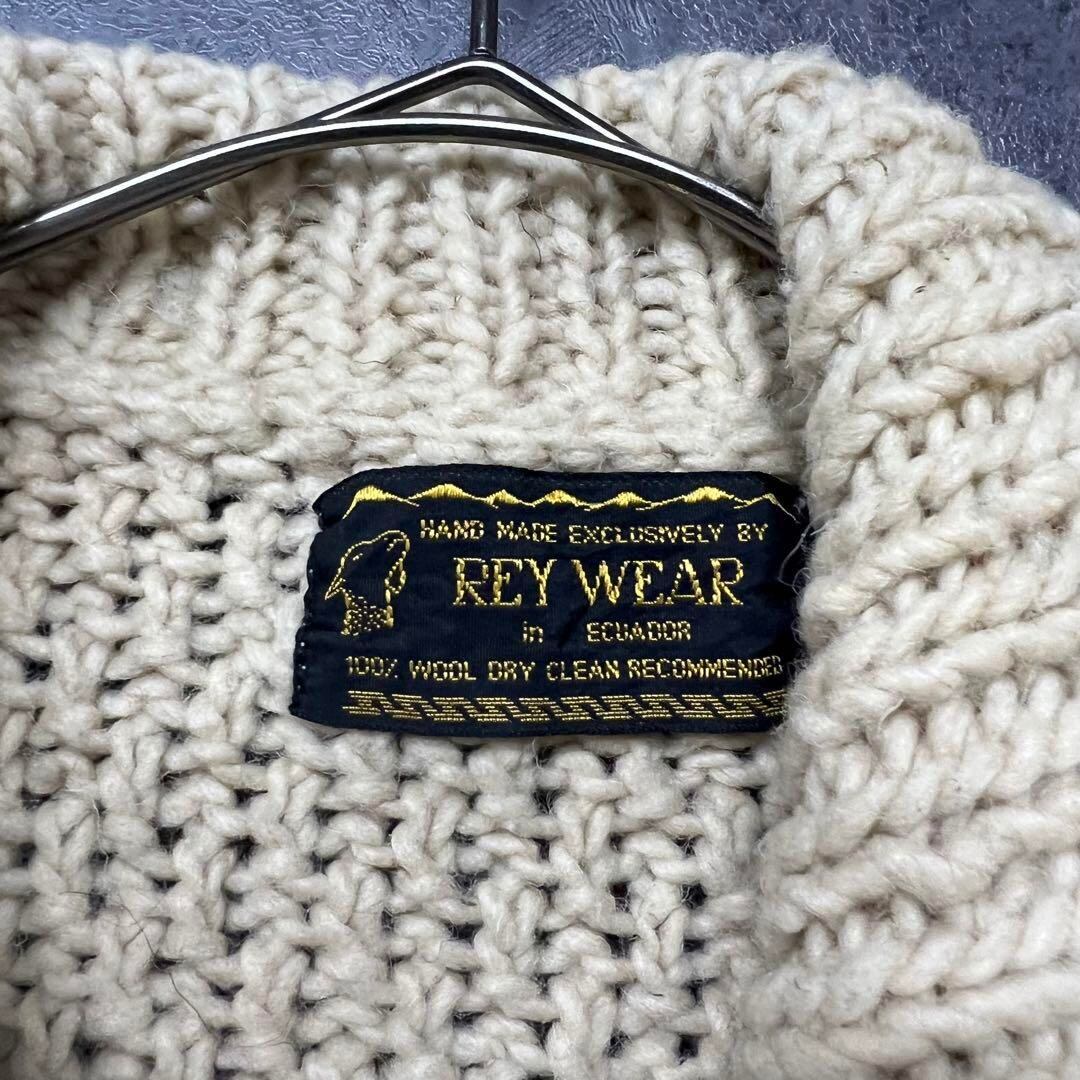 HAND MADE EXCLUSIVELY BY
REY WEAR
in ECUADOR
100% WOOL DRY CLEAN RECOMMENDED